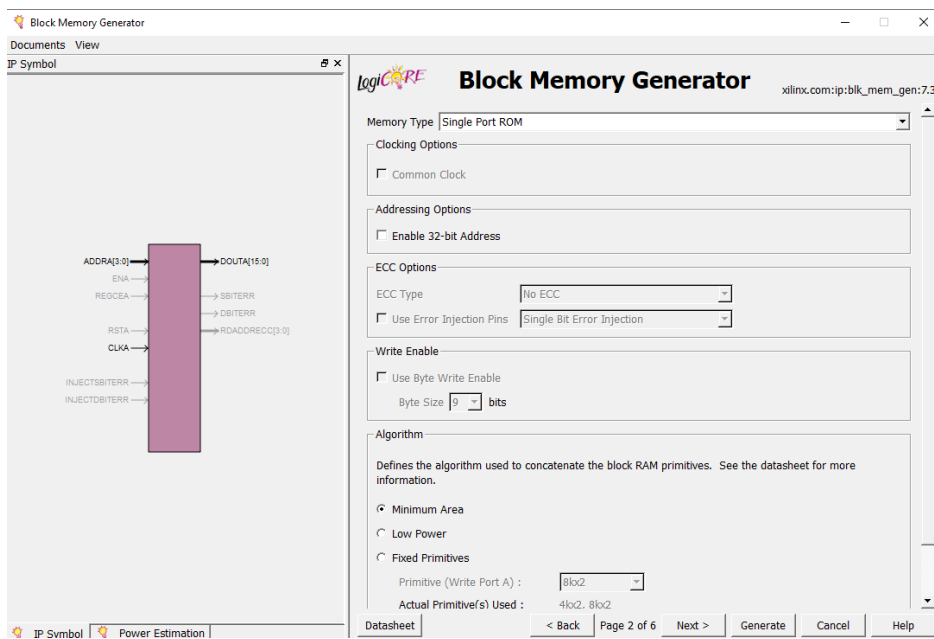 Block Memory Generator
Documents View
IP Symbol
ADDRA[3:0]
DOUTA[15:0]
ENA
REGCEA
SBITERR
DBITERR
RSTA
RDADDRECC[3:0]
CLKA
INJECTSBITERR
INJECTDBITERR
IP Symbol
Power Estimation
logiCORE
Block Memory Generator
xilinx.com:ip:blk_mem_gen:7.3
Memory Type Single Port ROM
Clocking Options
Common Clock
Addressing Options
Enable 32-bit Address
ECC Options
ECC Type No ECC
Use Error Injection Pins Single Bit Error Injection
Write Enable
Use Byte Write Enable
Byte Size 9 bits
Algorithm
Defines the algorithm used to concatenate the block RAM primitives. See the datasheet for more
information.
Minimum Area
Low Power
Fixed Primitives
Primitive (Write Port A) : 8kx2
Actual Primitive(s) Used : 4kx2, 8kx2
Datasheet < Back Page 2 of 6 Next > Generate Cancel Help